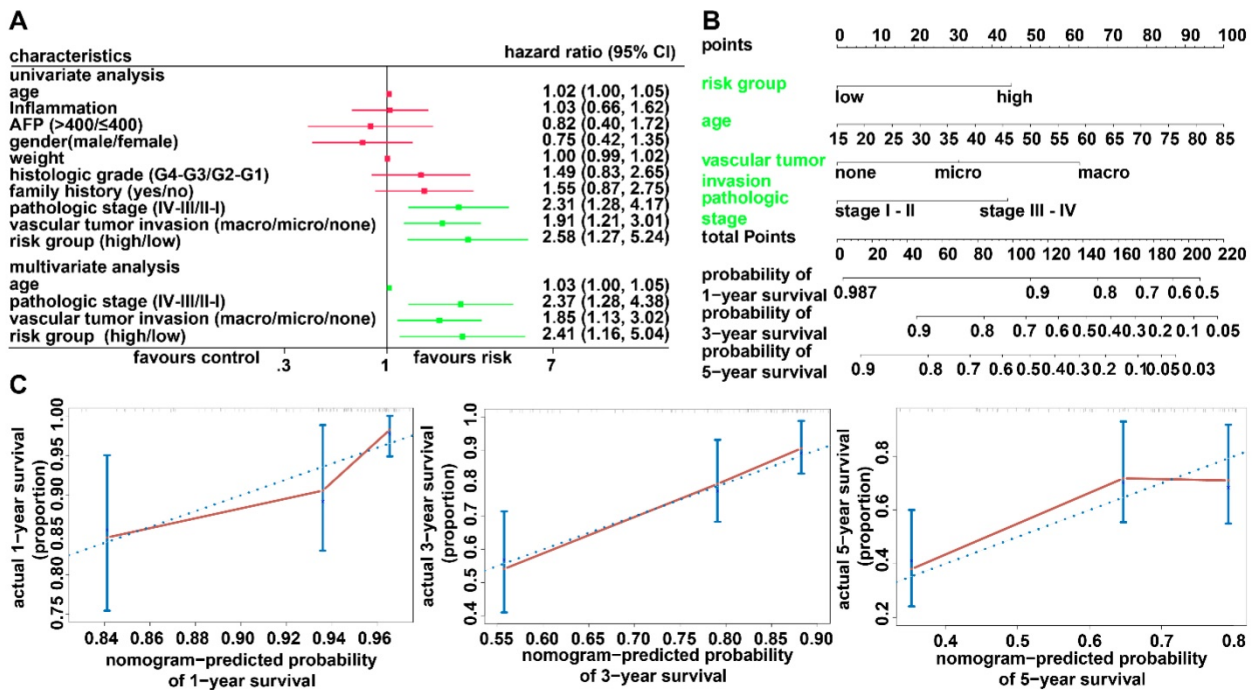 A
characteristics hazard ratio (95% CI)
univariate analysis
age 1.02 (1.00, 1.05)
Inflammation 1.03 (0.66, 1.62)
AFP (>400/≤400) 0.82 (0.40, 1.72)
gender(male/female) 0.75 (0.42, 1.35)
weight 1.00 (0.99, 1.02)
histologic grade (G4-G3/G2-G1) 1.49 (0.83, 2.65)
family history (yes/no) 1.55 (0.87, 2.75)
pathologic stage (IV-III/II-I) 2.31 (1.28, 4.17)
vascular tumor invasion (macro/micro/none) 1.91 (1.21, 3.01)
risk group (high/low) 2.58 (1.27, 5.24)
multivariate analysis
age 1.03 (1.00, 1.05)
pathologic stage (IV-III/II-I) 2.37 (1.28, 4.38)
vascular tumor invasion (macro/micro/none) 1.85 (1.13, 3.02)
risk group (high/low) 2.41 (1.16, 5.04)
favours control favours risk
.3 1 7
B
0 10 20 30 40 50 60 70 80 90 100
points
risk group
low high
age
15 20 25 30 35 40 45 50 55 60 65 70 75 80 85
vascular tumor
invasion
none micro macro
pathologic
stage
stage I - II stage III - IV
total Points
0 20 40 60 80 100 120 140 160 180 200 220
probability of
1-year survival
0.987 0.9 0.8 0.7 0.6 0.5
probability of
3-year survival
0.9 0.8 0.7 0.6 0.5 0.4 0.3 0.2 0.1 0.05
probability of
5-year survival
0.9 0.8 0.7 0.6 0.5 0.4 0.3 0.2 0.1 0.05 0.03
C
actual 1-year survival
(proportion)
0.75 0.80 0.85 0.90 0.95 1.00
0.84 0.86 0.88 0.90 0.92 0.94 0.96
nomogram-predicted probability
of 1-year survival
actual 3-year survival
(proportion)
0.4 0.5 0.6 0.7 0.8 0.9 1.0
0.55 0.60 0.65 0.70 0.75 0.80 0.85 0.90
nomogram-predicted probability
of 3-year survival
actual 5-year survival
(proportion)
0.2 0.4 0.6 0.8
0.4 0.5 0.6 0.7 0.8
nomogram-predicted probability
of 5-year survival